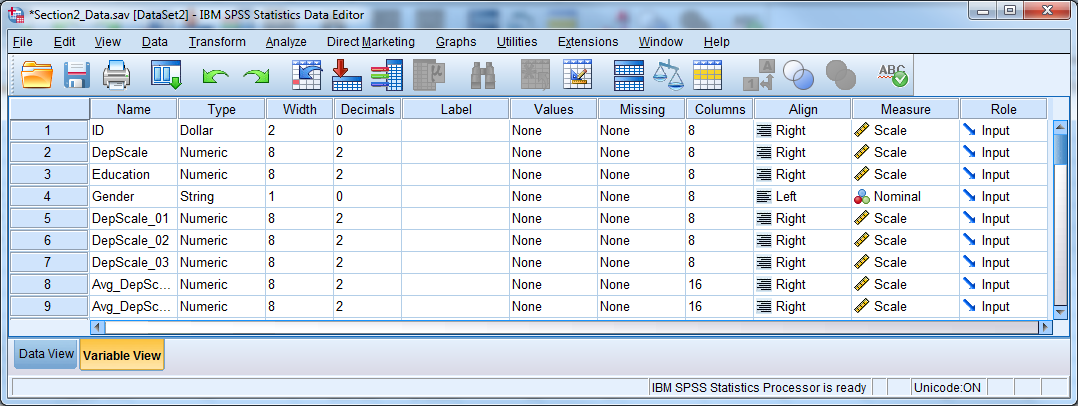 *Section2_Data.sav [DataSet2] - IBM SPSS Statistics Data Editor
File Edit View Data Transform Analyze Direct Marketing Graphs Utilities Extensions Window Help
A
1 4 A ABC
Name Type Width Decimals Label Values Missing Columns Align Measure Role
1 ID Dollar 2 0 None None 8 Right Scale Input
2 DepScale Numeric 8 2 None None 8 Right Scale Input
3 Education Numeric 8 2 None None 8 Right Scale Input
4 Gender String 1 0 None None 8 Left Nominal Input
5 DepScale_01 Numeric 8 2 None None 8 Right Scale Input
6 DepScale_02 Numeric 8 2 None None 8 Right Scale Input
7 DepScale_03 Numeric 8 2 None None 8 Right Scale Input
8 Avg_DepSc... Numeric 8 2 None None 16 Right Scale Input
9 Avg_DepSc... Numeric 8 2 None None 16 Right Scale Input
Data View Variable View
IBM SPSS Statistics Processor is ready Unicode:ON